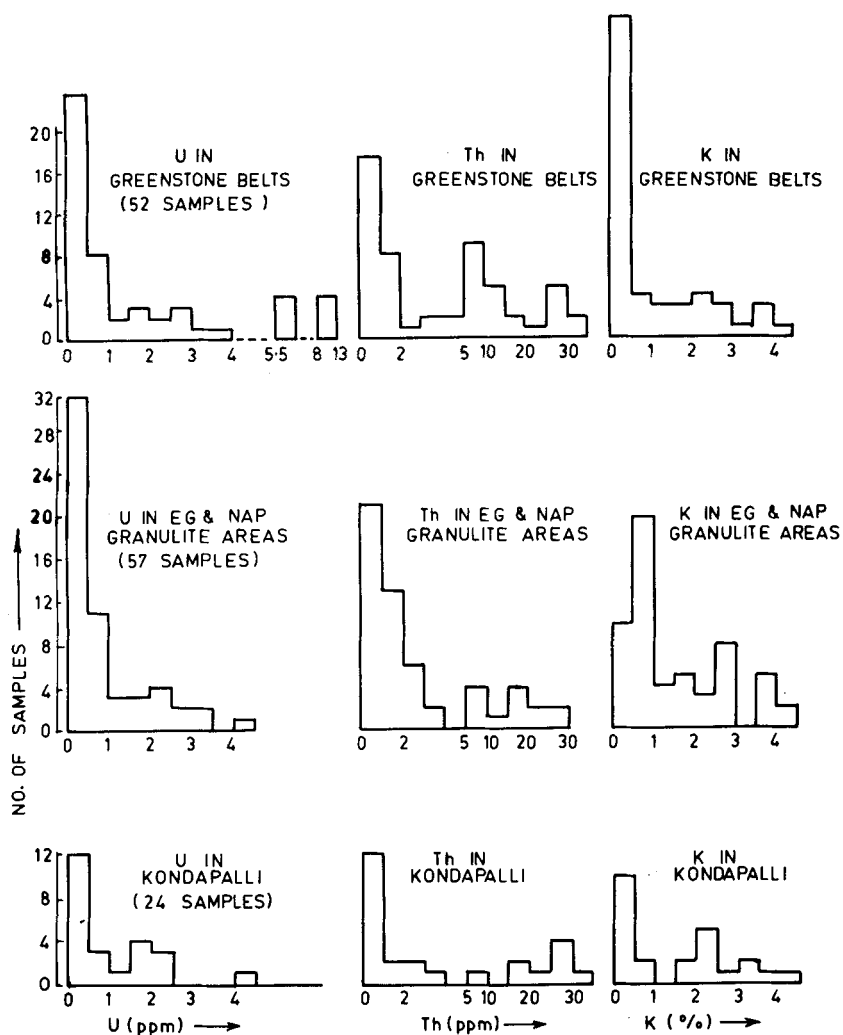 U IN
GREENSTONE BELTS
(52 SAMPLES )
Th IN
GREENSTONE BELTS
K IN
GREENSTONE BELTS
20
16
12
8
4
0
0 1 2 3 4 5·5 8 13
0 2 5 10 20 30
0 1 2 3 4
U IN EG & NAP
GRANULITE AREAS
(57 SAMPLES)
Th IN EG & NAP
GRANULITE AREAS
K IN EG & NAP
GRANULITE AREAS
32
28
24
20
16
12
8
4
0
0 1 2 3 4
0 2 5 10 20 30
0 1 2 3 4
NO. OF SAMPLES
U IN
KONDAPALLI
(24 SAMPLES)
Th IN
KONDAPALLI
K IN
KONDAPALLI
12
8
4
0
0 1 2 4
0 2 5 10 20 30
0 1 2 3 4
U (ppm)
Th (ppm)
K (%)